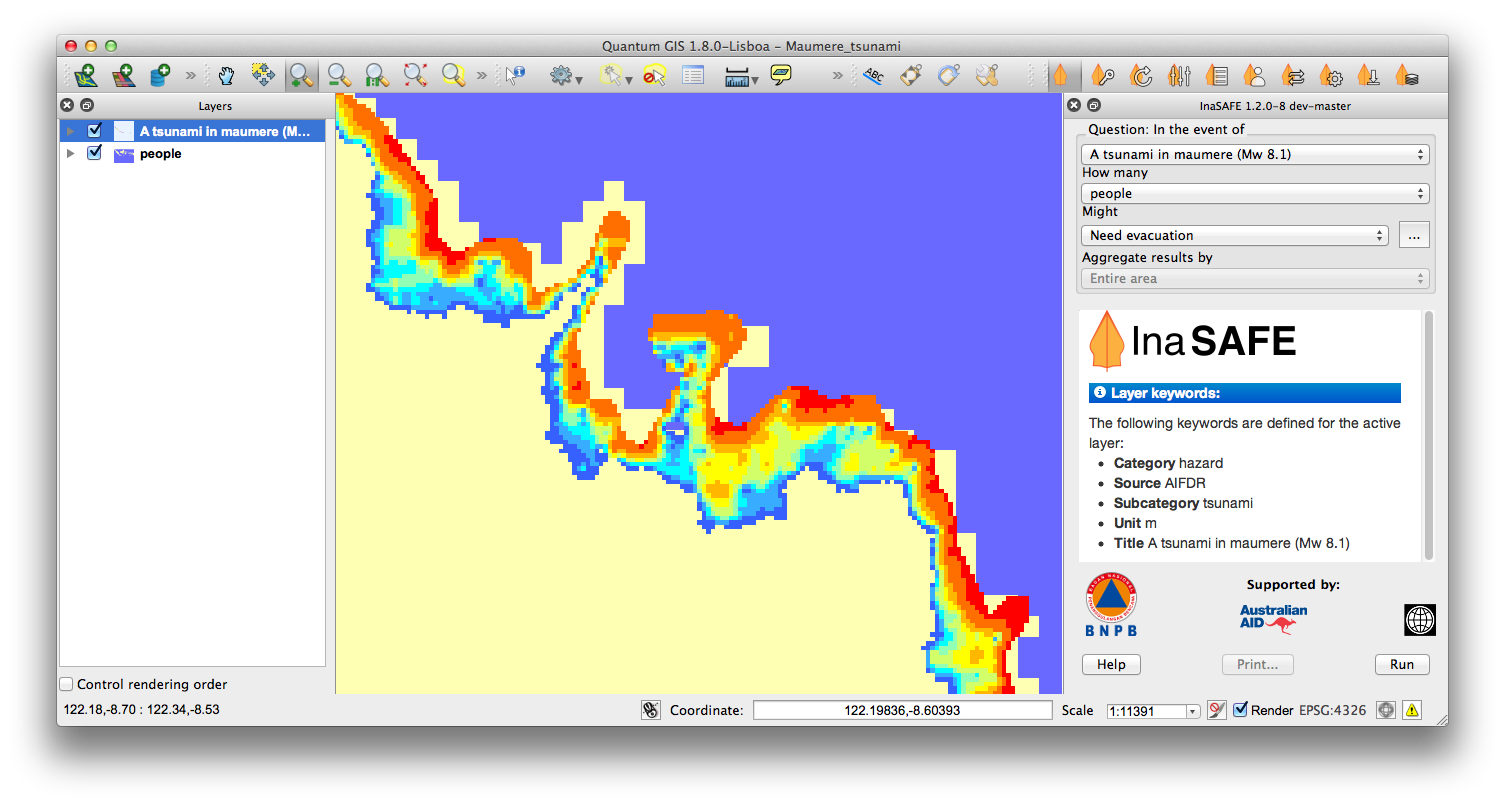 Quantum GIS 1.8.0-Lisboa - Maumere_tsunami
»
»
»
ABC
Layers
InaSAFE 1.2.0-8 dev-master
A tsunami in maumere (M...
people
Question: In the event of
A tsunami in maumere (Mw 8.1)
How many
people
Might
Need evacuation
...
Aggregate results by
Entire area
InaSAFE
Layer keywords:
The following keywords are defined for the active
layer:
• Category hazard
• Source AIFDR
• Subcategory tsunami
• Unit m
• Title A tsunami in maumere (Mw 8.1)
BNPB
Supported by:
Australian
AID
Help
Print...
Run
Control rendering order
122.18,-8.70 : 122.34,-8.53
Coordinate:
122.19836,-8.60393
Scale
1:11391
Render
EPSG:4326